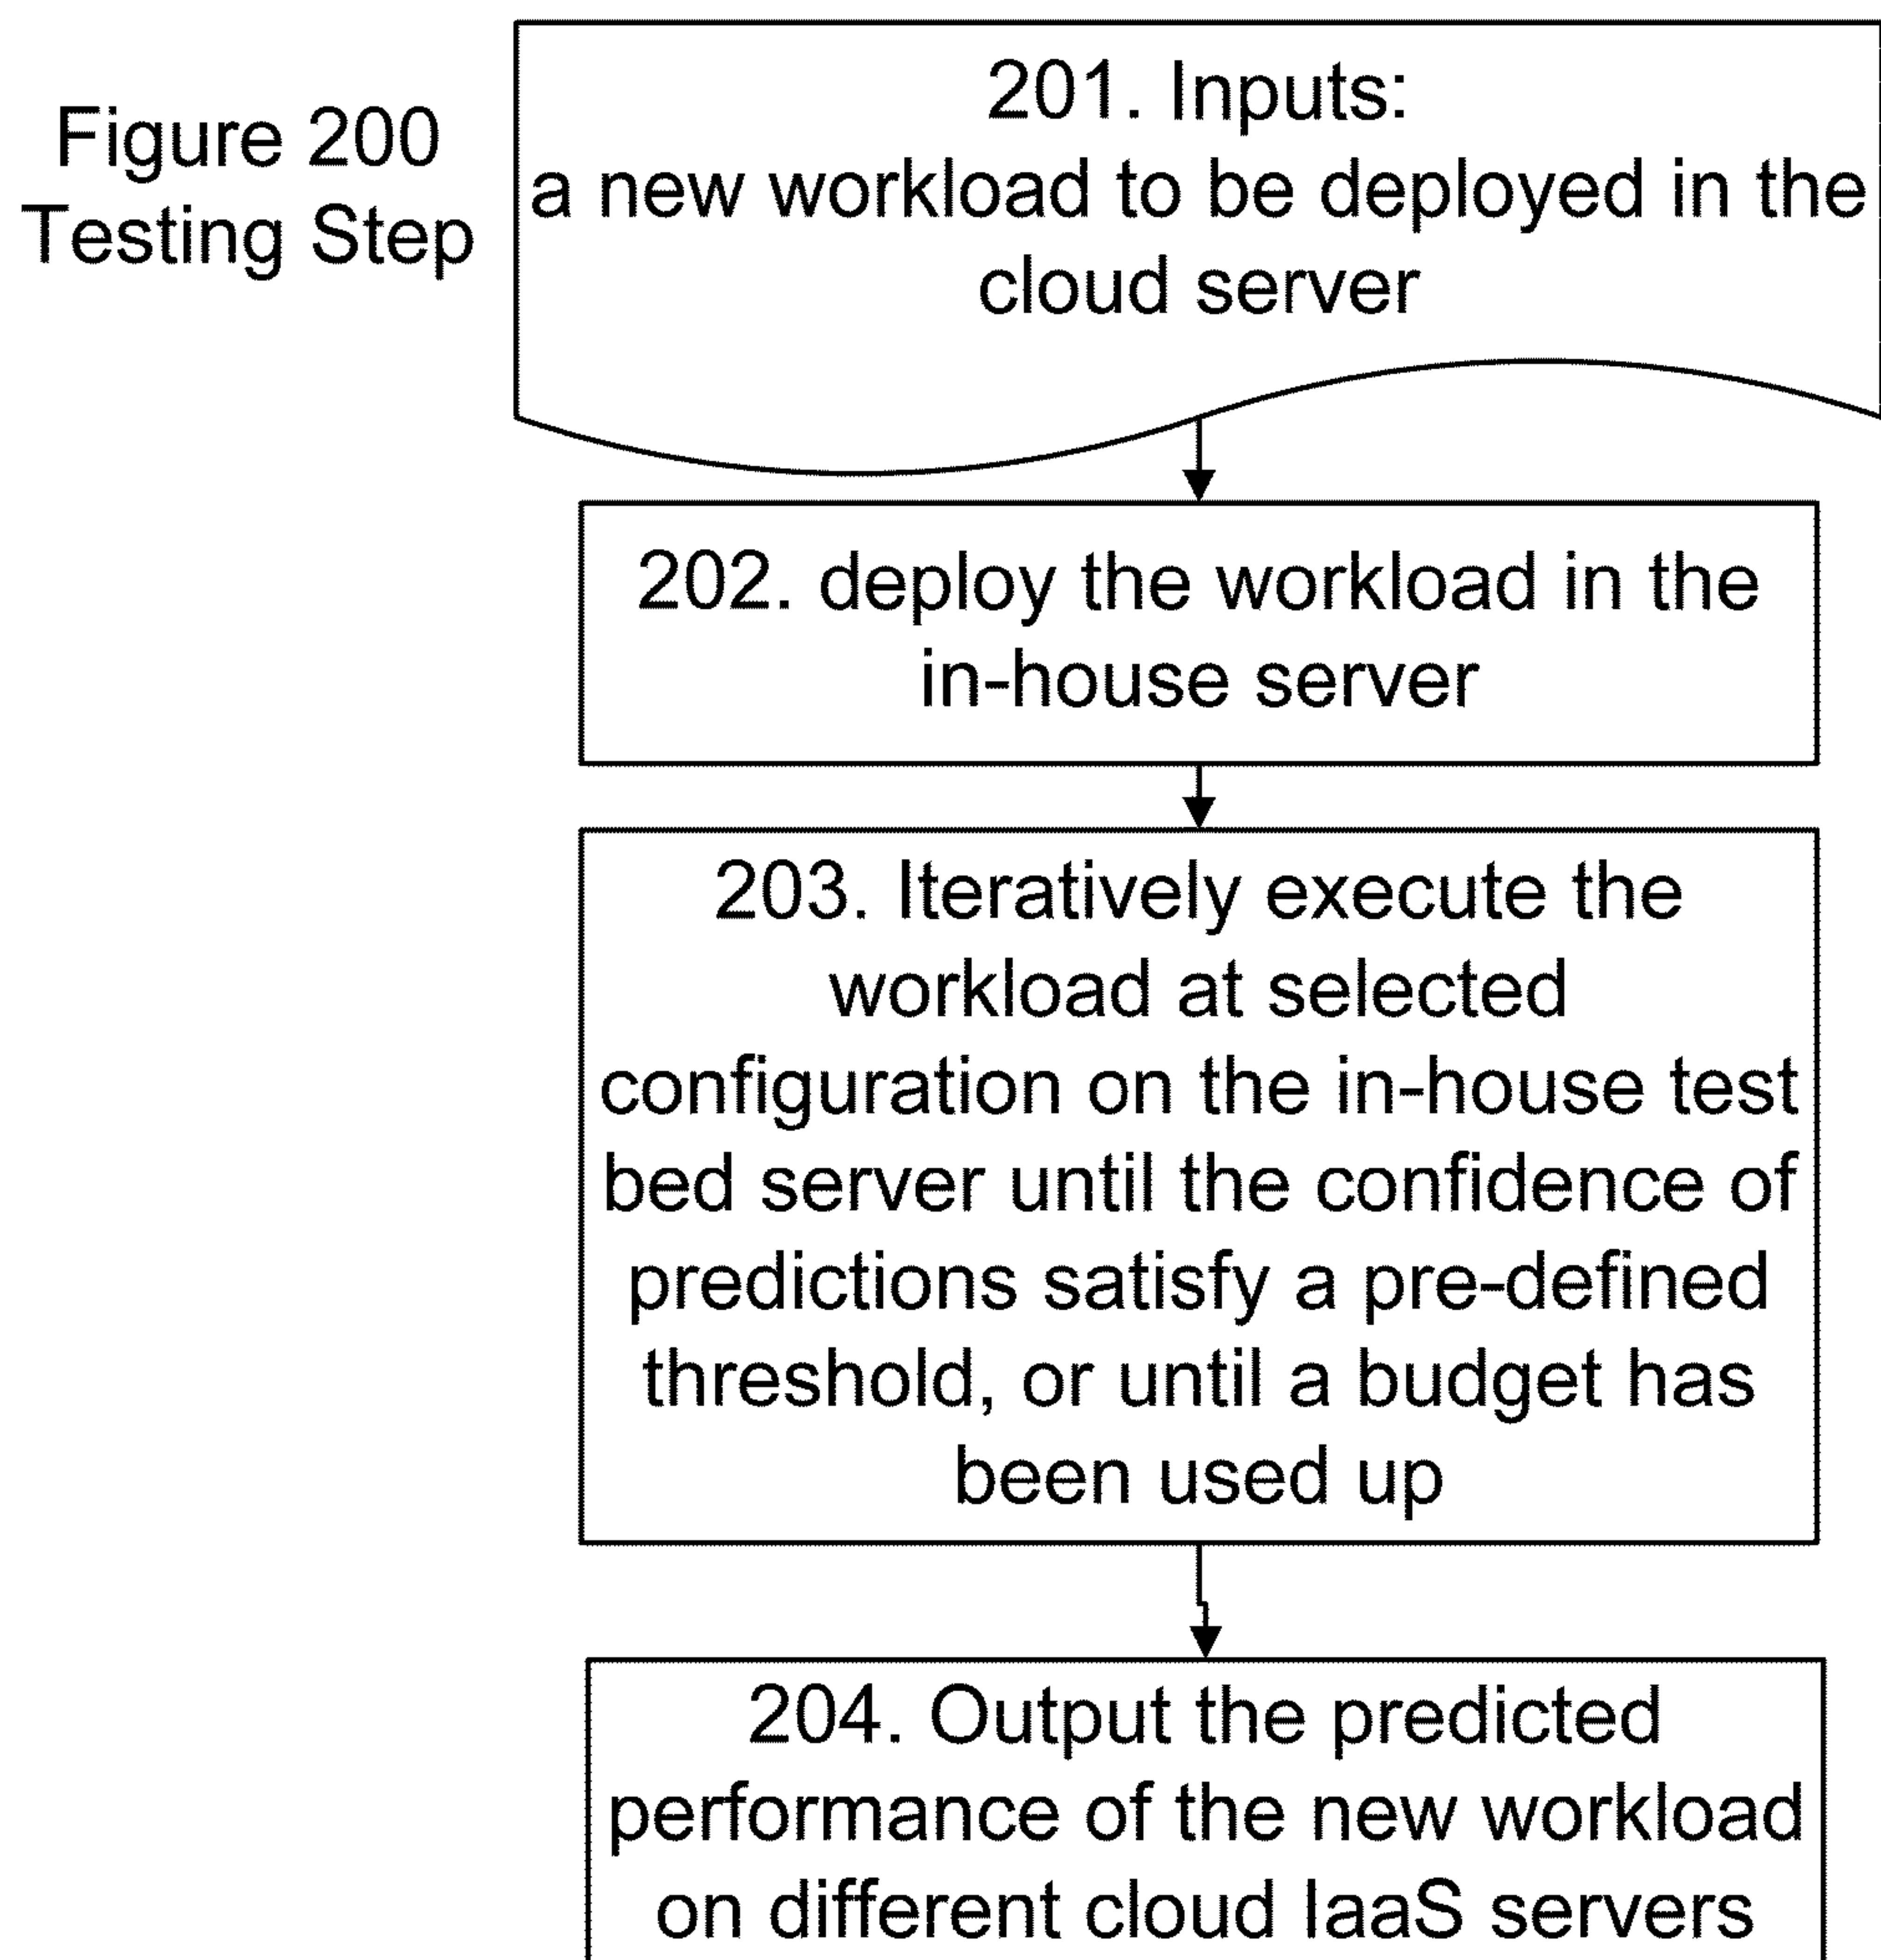 Figure 200
Testing Step
201. Inputs:
a new workload to be deployed in the
cloud server
202. deploy the workload in the
in-house server
203. Iteratively execute the
workload at selected
configuration on the in-house test
bed server until the confidence of
predictions satisfy a pre-defined
threshold, or until a budget has
been used up
204. Output the predicted
performance of the new workload
on different cloud IaaS servers